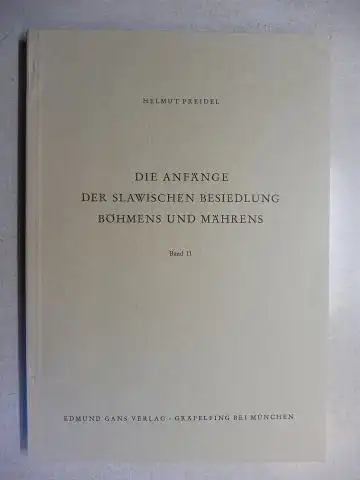 HELMUT PREIDEL
DIE ANFÄNGE
DER SLAWISCHEN BESIEDLUNG
BÖHMENS UND MÄHRENS
Band II
EDMUND GANS VERLAG · GRÄFELFING BEI MÜNCHEN